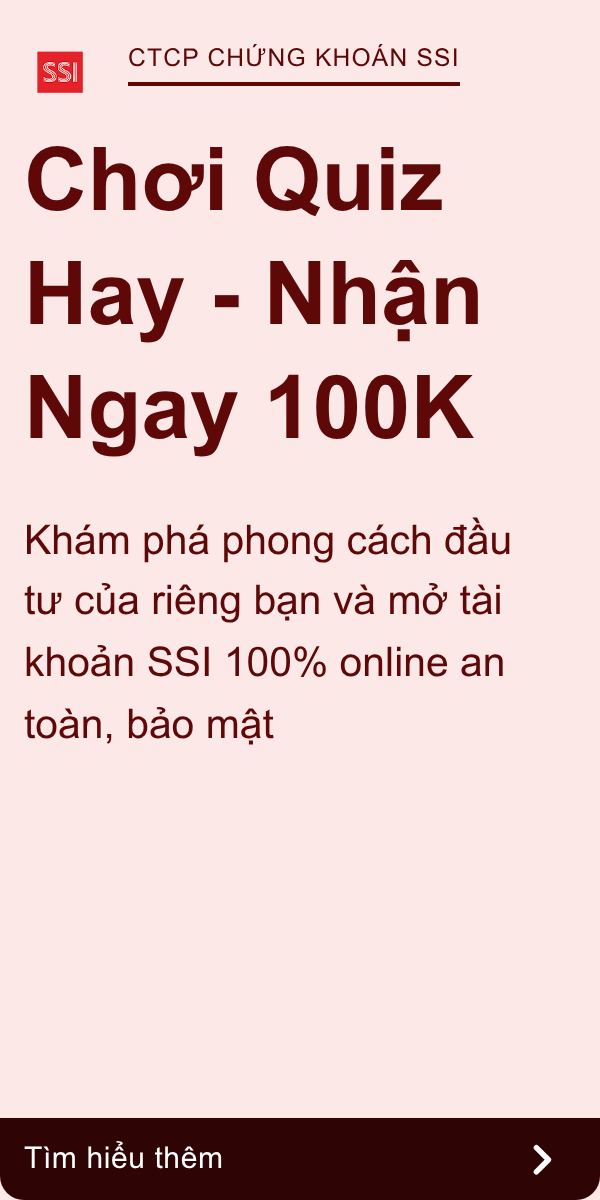 SSI
CTCP CHỨNG KHOÁN SSI
Chơi Quiz
Hay - Nhận
Ngay 100K
Khám phá phong cách đầu
tư của riêng bạn và mở tài
khoản SSI 100% online an
toàn, bảo mật
Tìm hiểu thêm